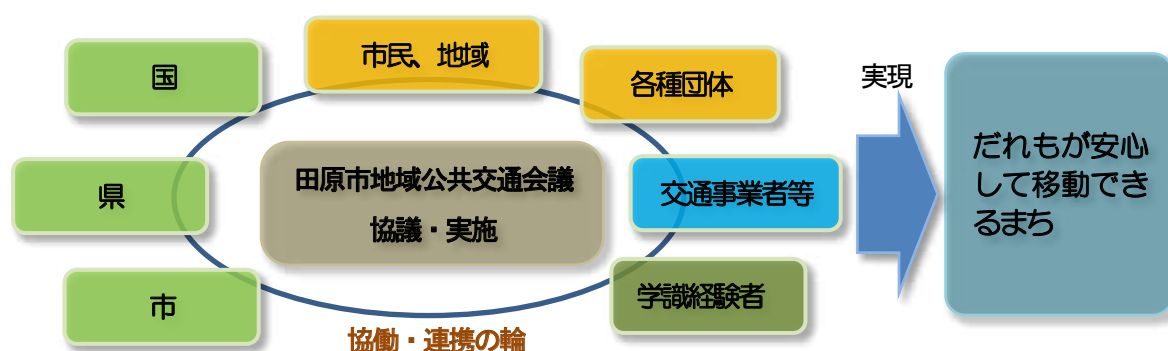 国
市民、地域
各種団体
県
田原市地域公共交通会議
協議・実施
交通事業者等
市
学識経験者
協働・連携の輪
実現
だれもが安心
して移動でき
るまち